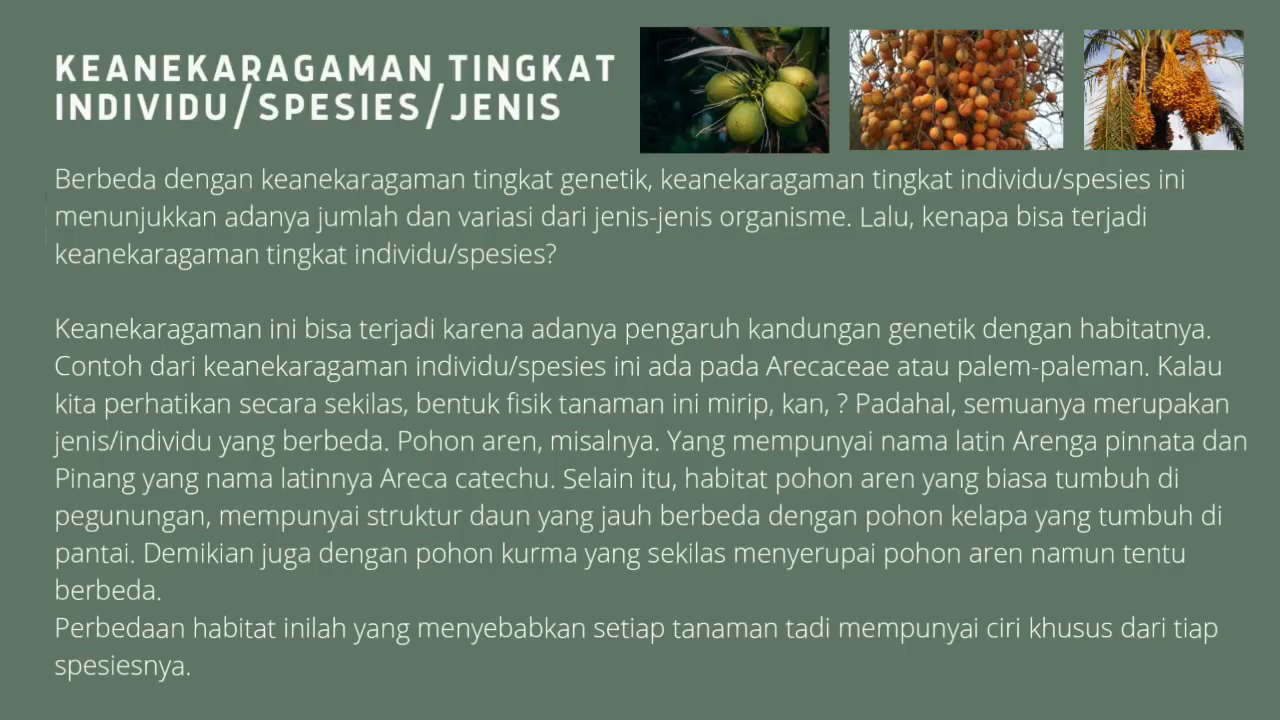 KEANEKARAGAMAN TINGKAT
INDIVIDU/SPESIES/JENIS
Berbeda dengan keanekaragaman tingkat genetik, keanekaragaman tingkat individu/spesies ini
menunjukkan adanya jumlah dan variasi dari jenis-jenis organisme. Lalu, kenapa bisa terjadi
keanekaragaman tingkat individu/spesies?
Keanekaragaman ini bisa terjadi karena adanya pengaruh kandungan genetik dengan habitatnya.
Contoh dari keanekaragaman individu/spesies ini ada pada Arecaceae atau palem-paleman. Kalau
kita perhatikan secara sekilas, bentuk fisik tanaman ini mirip, kan, ? Padahal, semuanya merupakan
jenis/individu yang berbeda. Pohon aren, misalnya. Yang mempunyai nama latin Arenga pinnata dan
Pinang yang nama latinnya Areca catechu. Selain itu, habitat pohon aren yang biasa tumbuh di
pegunungan, mempunyai struktur daun yang jauh berbeda dengan pohon kelapa yang tumbuh di
pantai. Demikian juga dengan pohon kurma yang sekilas menyerupai pohon aren namun tentu
berbeda.
Perbedaan habitat inilah yang menyebabkan setiap tanaman tadi mempunyai ciri khusus dari tiap
spesiesnya.